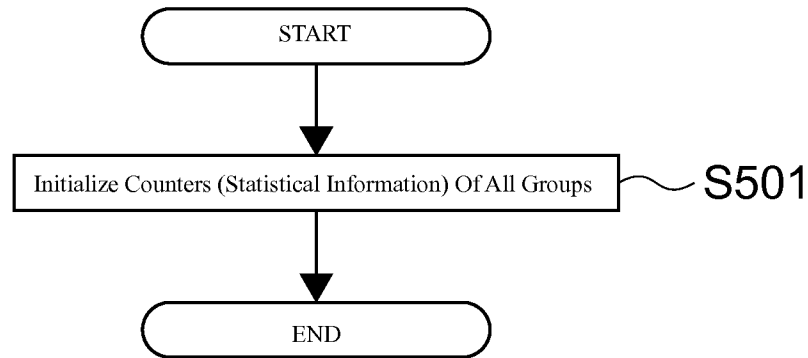 START
Initialize Counters (Statistical Information) Of All Groups
S501
END